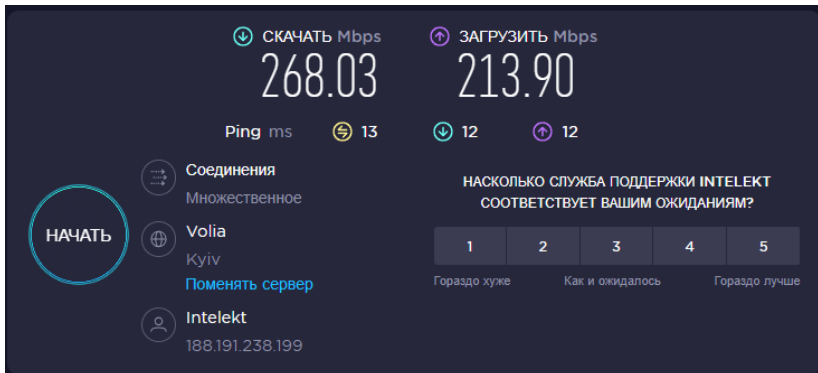 СКАЧАТЬ Mbps
268.03
ЗАГРУЗИТЬ Mbps
213.90
Ping ms 13 12 12
НАЧАТЬ
Соединения
Множественное
Volia
Kyiv
Поменять сервер
Intelekt
188.191.238.199
НАСКОЛЬКО СЛУЖБА ПОДДЕРЖКИ INTELEKT
СООТВЕТСТВУЕТ ВАШИМ ОЖИДАНИЯМ?
1 2 3 4 5
Гораздо хуже Как и ожидалось Гораздо лучше